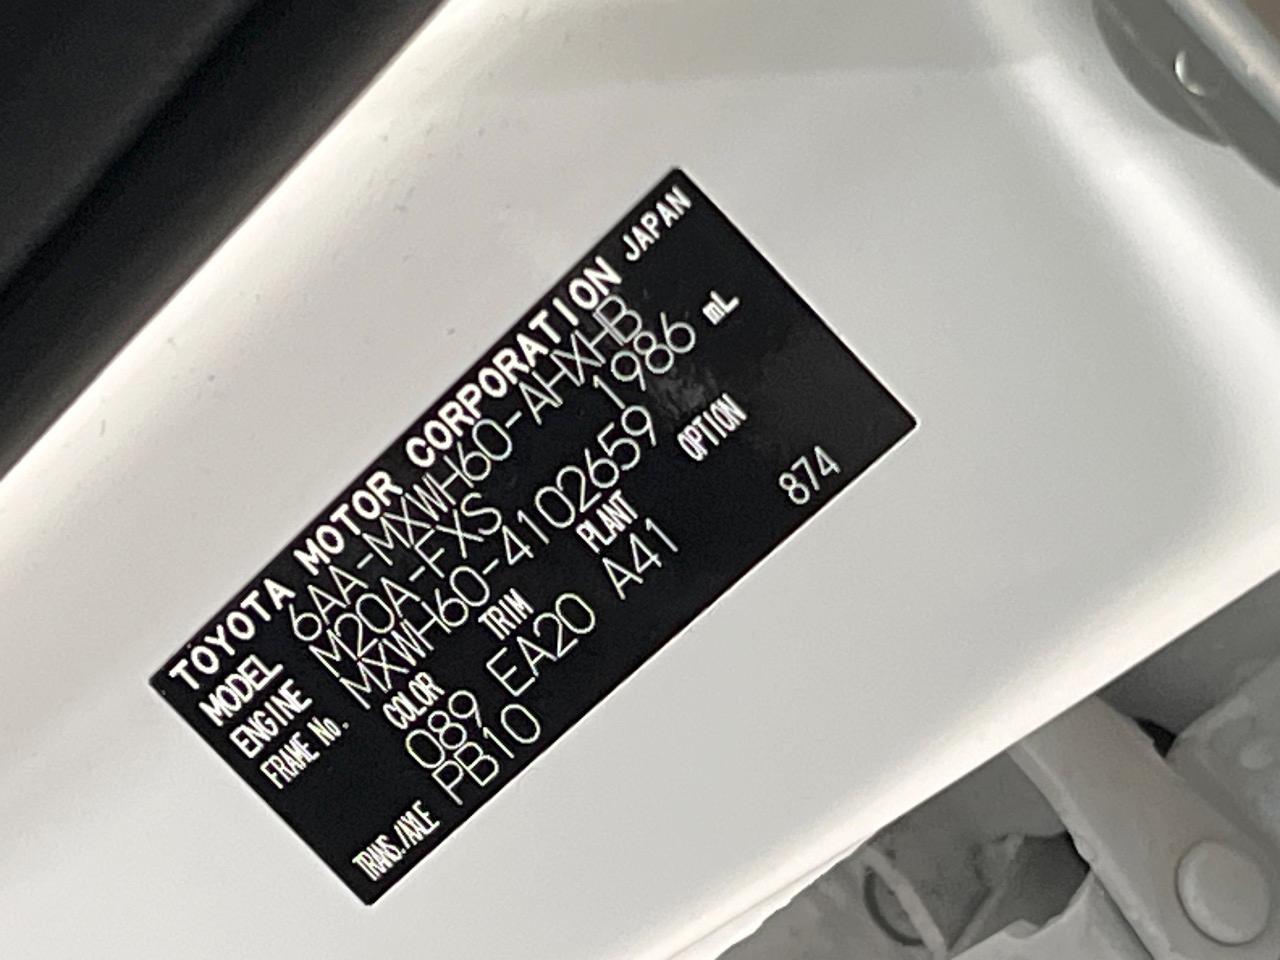 TOYOTA MOTOR CORPORATION JAPAN
MODEL 6AA-MXWH60-AHXHB
ENGINE M20A-FXS 1986 mL
FRAME No. MXWH60-4102659
COLOR TRIM PLANT OPTION
089 EA20 A41 874
TRANS./AXLE PB10